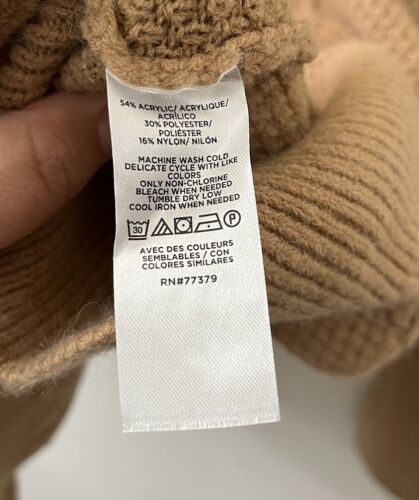 54% ACRYLIC/ ACRYLIQUE/
ACRÍLICO
30% POLYESTER/
POLIÉSTER
16% NYLON/ NILÓN
MACHINE WASH COLD
DELICATE CYCLE WITH LIKE
COLORS
ONLY NON-CHLORINE
BLEACH WHEN NEEDED
TUMBLE DRY LOW
COOL IRON WHEN NEEDED
30 P
AVEC DES COULEURS
SEMBLABLES / CON
COLORES SIMILARES
RN#77379